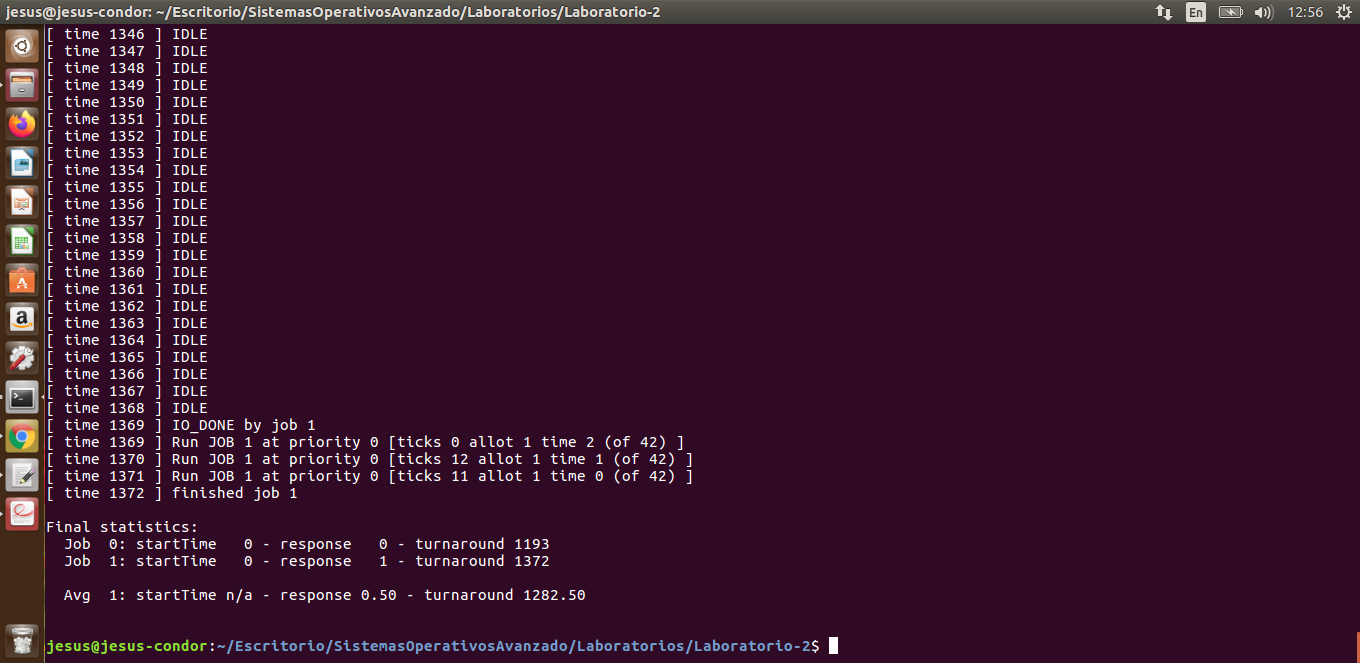 jesus@jesus-condor: ~/Escritorio/SistemasOperativosAvanzado/Laboratorios/Laboratorio-2 En 12:56
[ time 1346 ] IDLE
[ time 1347 ] IDLE
[ time 1348 ] IDLE
[ time 1349 ] IDLE
[ time 1350 ] IDLE
[ time 1351 ] IDLE
[ time 1352 ] IDLE
[ time 1353 ] IDLE
[ time 1354 ] IDLE
[ time 1355 ] IDLE
[ time 1356 ] IDLE
[ time 1357 ] IDLE
[ time 1358 ] IDLE
[ time 1359 ] IDLE
[ time 1360 ] IDLE
[ time 1361 ] IDLE
[ time 1362 ] IDLE
[ time 1363 ] IDLE
[ time 1364 ] IDLE
[ time 1365 ] IDLE
[ time 1366 ] IDLE
[ time 1367 ] IDLE
[ time 1368 ] IDLE
[ time 1369 ] IO_DONE by job 1
[ time 1369 ] Run JOB 1 at priority 0 [ticks 0 allot 1 time 2 (of 42) ]
[ time 1370 ] Run JOB 1 at priority 0 [ticks 12 allot 1 time 1 (of 42) ]
[ time 1371 ] Run JOB 1 at priority 0 [ticks 11 allot 1 time 0 (of 42) ]
[ time 1372 ] finished job 1
Final statistics:
Job  0: startTime   0 - response   0 - turnaround 1193
Job  1: startTime   0 - response   1 - turnaround 1372
Avg  1: startTime n/a - response 0.50 - turnaround 1282.50
jesus@jesus-condor:~/Escritorio/SistemasOperativosAvanzado/Laboratorios/Laboratorio-2$